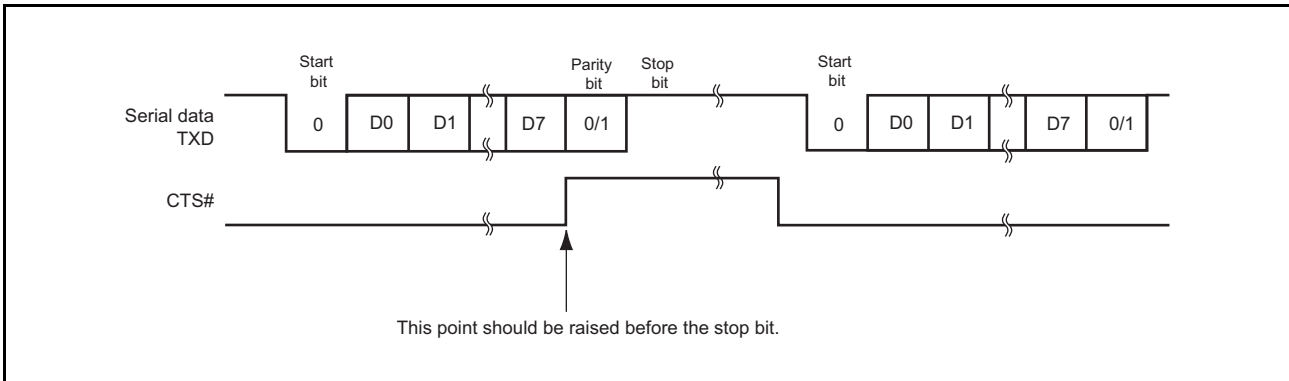 Start
bit
Parity
bit
Stop
bit
Start
bit
Serial data
TXD
0
D0
D1
D7
0/1
0
D0
D1
D7
0/1
CTS#
This point should be raised before the stop bit.